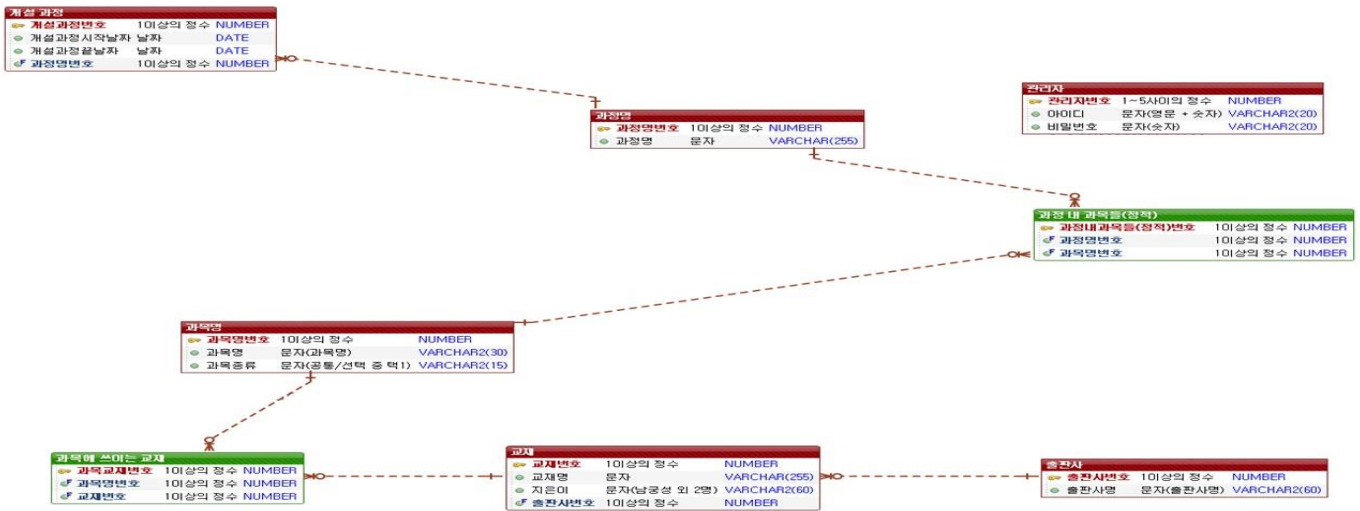 개설 과정
개설과정번호 1이상의 정수 NUMBER
개설과정시작날짜 날짜 DATE
개설과정끝날짜 날짜 DATE
과정명번호 1이상의 정수 NUMBER
과정명
과정명번호 1이상의 정수 NUMBER
과정명 문자 VARCHAR(255)
관리자
관리자번호 1~5사이의 정수 NUMBER
아이디 문자(영문 + 숫자) VARCHAR2(20)
비밀번호 문자(숫자) VARCHAR2(20)
과정 내 과목들(정적)
과정내과목들(정적)번호 1이상의 정수 NUMBER
과정명번호 1이상의 정수 NUMBER
과목명번호 1이상의 정수 NUMBER
과목명
과목명번호 1이상의 정수 NUMBER
과목명 문자(과목명) VARCHAR2(30)
과목종류 문자(공통/선택 중 택1) VARCHAR2(15)
과목에 쓰이는 교재
과목교재번호 1이상의 정수 NUMBER
과목명번호 1이상의 정수 NUMBER
교재번호 1이상의 정수 NUMBER
교재
교재번호 1이상의 정수 NUMBER
교재명 문자 VARCHAR(255)
지은이 문자(남궁성 외 2명) VARCHAR2(60)
출판사번호 1이상의 정수 NUMBER
출판사
출판사번호 1이상의 정수 NUMBER
출판사명 문자(출판사명) VARCHAR2(60)